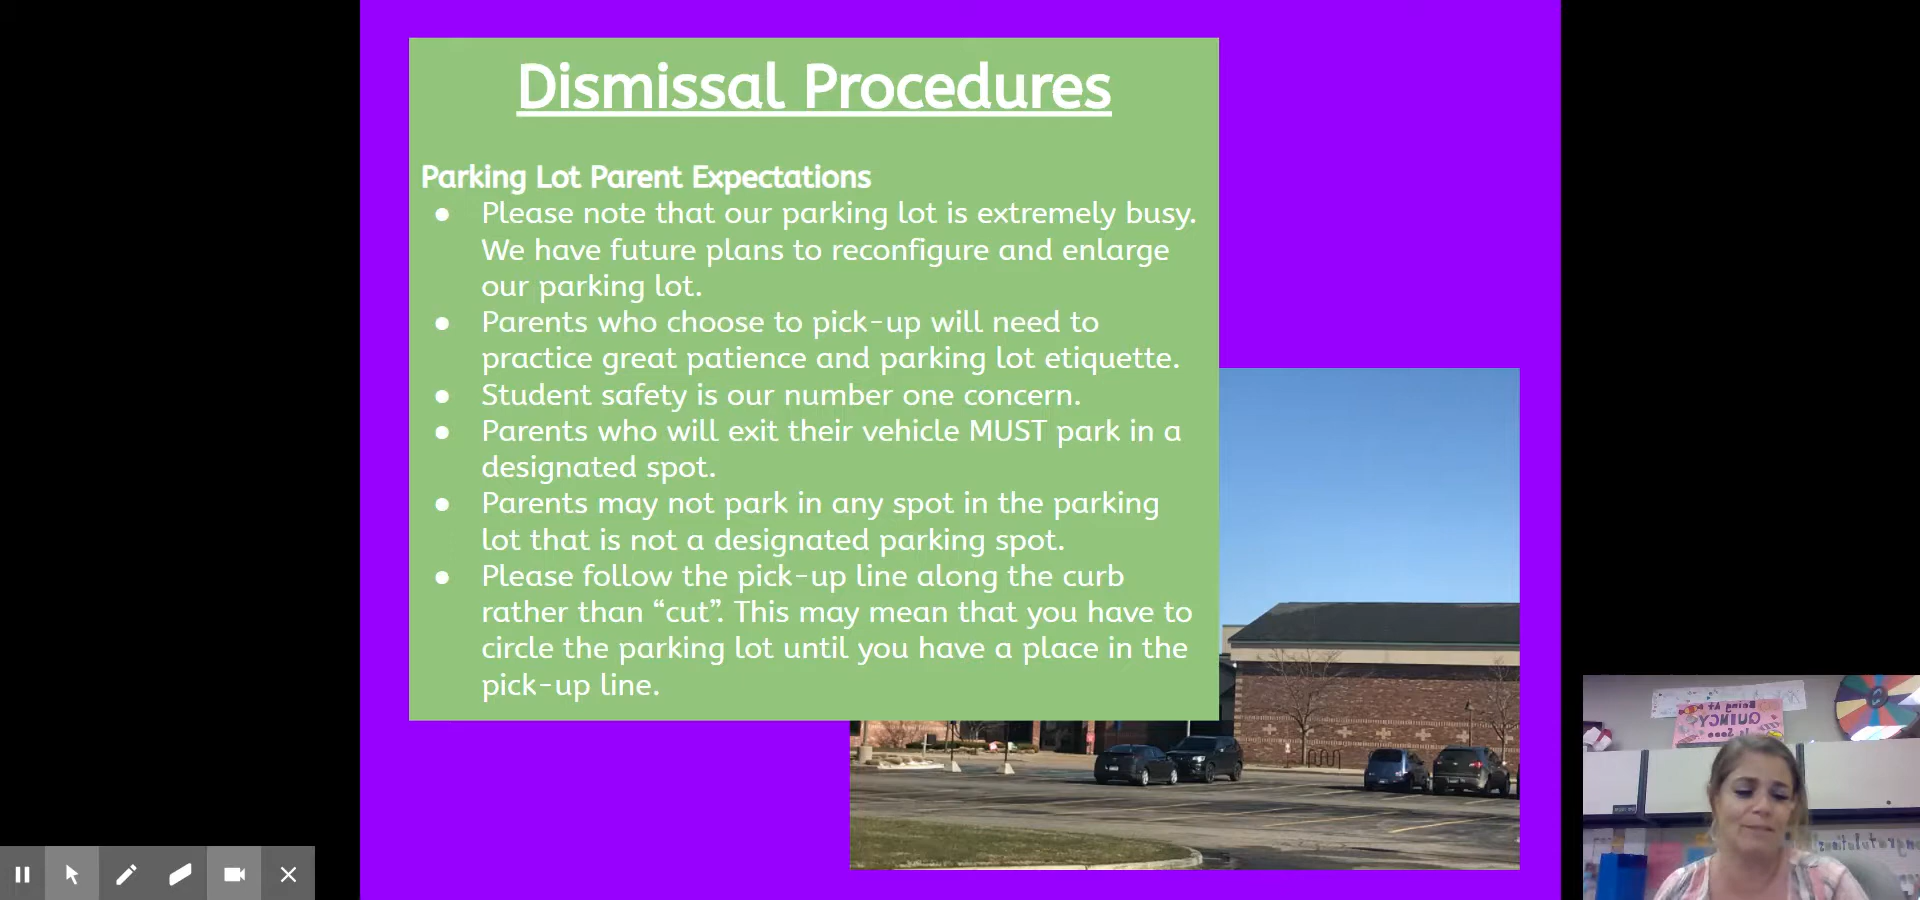 Dismissal Procedures
Parking Lot Parent Expectations
● Please note that our parking lot is extremely busy.
We have future plans to reconfigure and enlarge
our parking lot.
● Parents who choose to pick-up will need to
practice great patience and parking lot etiquette.
● Student safety is our number one concern.
● Parents who will exit their vehicle MUST park in a
designated spot.
● Parents may not park in any spot in the parking
lot that is not a designated parking spot.
● Please follow the pick-up line along the curb
rather than “cut”. This may mean that you have to
circle the parking lot until you have a place in the
pick-up line.
Being At
QUINCY
Is Sooo